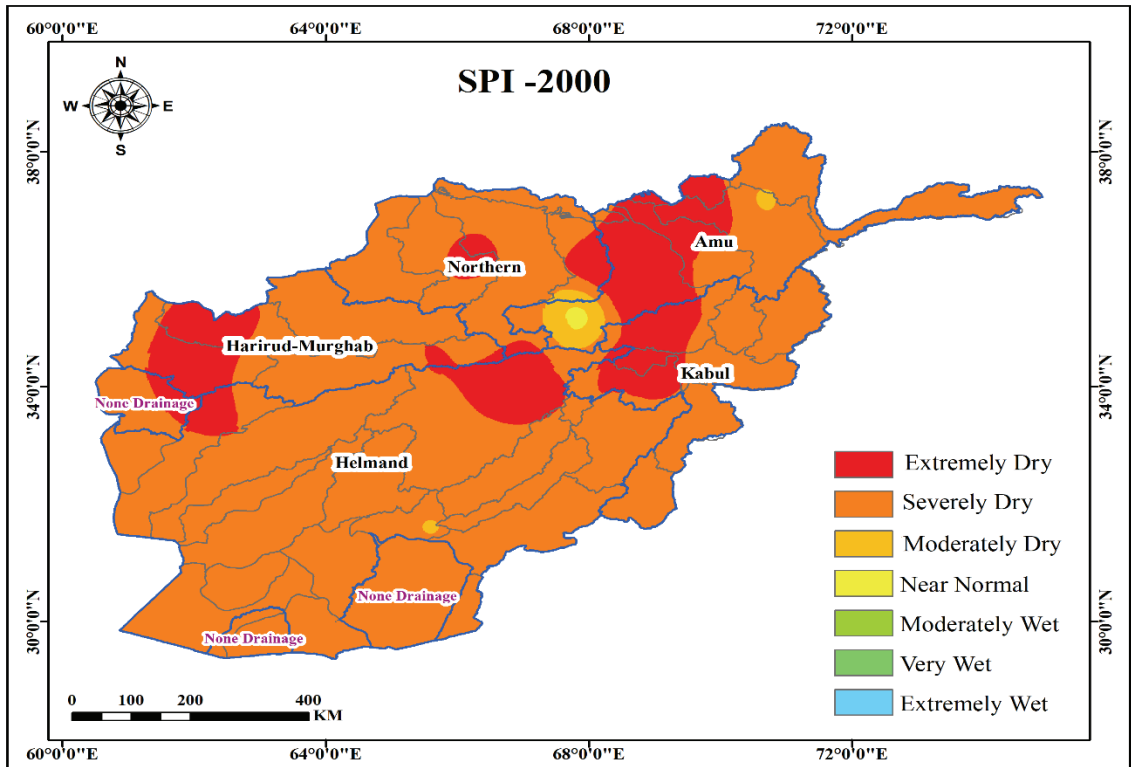 60°0'0"E 64°0'0"E 68°0'0"E 72°0'0"E
SPI -2000
N
W E
S
38°0'0"N 38°0'0"N
Amu
Northern
Harirud-Murghab
Kabul
34°0'0"N 34°0'0"N
None Drainage
Helmand
Extremely Dry
Severely Dry
Moderately Dry
Near Normal
Moderately Wet
Very Wet
Extremely Wet
None Drainage
30°0'0"N 30°0'0"N
None Drainage
0 100 200 400
KM
60°0'0"E 64°0'0"E 68°0'0"E 72°0'0"E